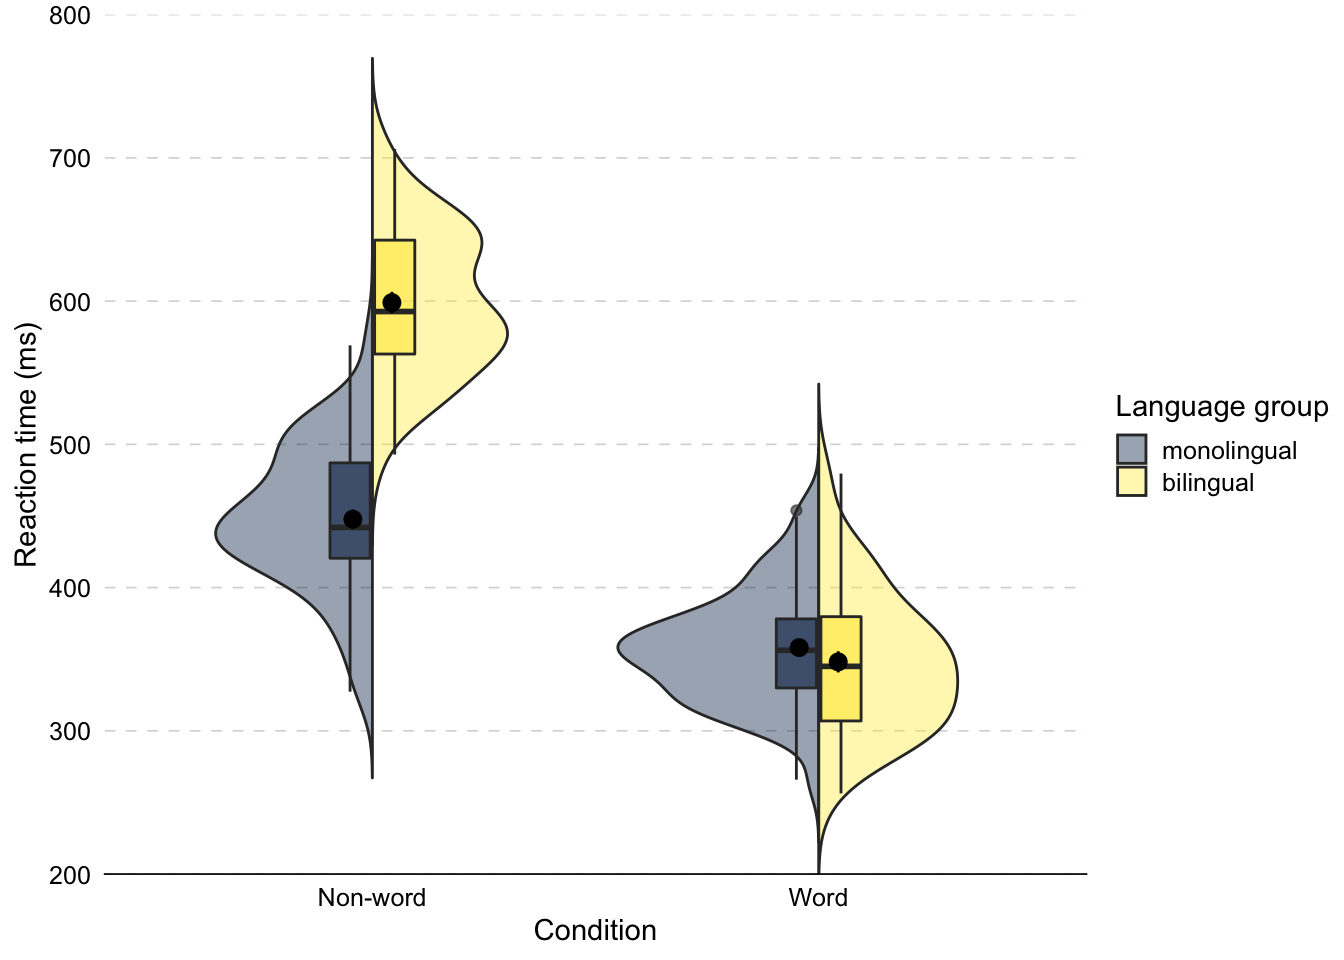 800
700
600
500
400
300
200
Reaction time (ms)
Non-word
Word
Condition
Language group
monolingual
bilingual